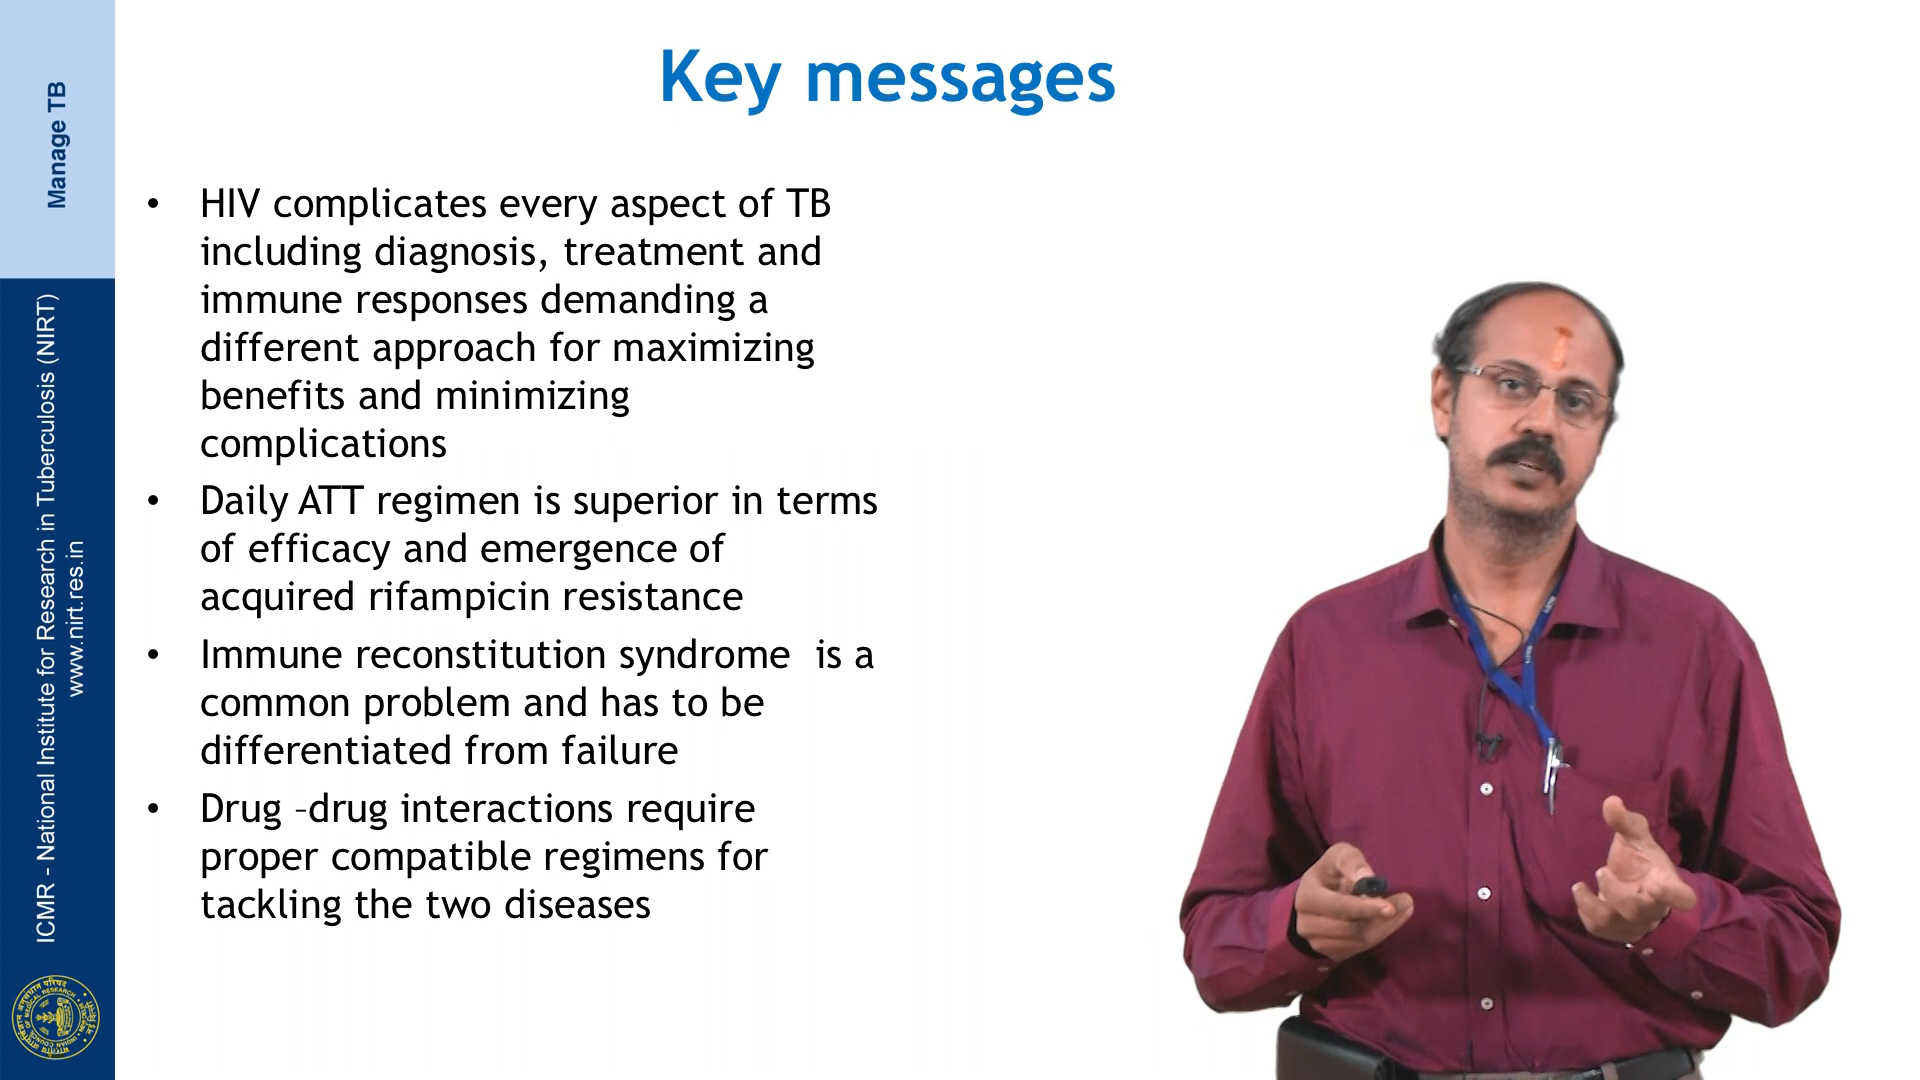 Key messages
• HIV complicates every aspect of TB
including diagnosis, treatment and
immune responses demanding a
different approach for maximizing
benefits and minimizing
complications
• Daily ATT regimen is superior in terms
of efficacy and emergence of
acquired rifampicin resistance
• Immune reconstitution syndrome  is a
common problem and has to be
differentiated from failure
• Drug –drug interactions require
proper compatible regimens for
tackling the two diseases
Manage TB
ICMR - National Institute for Research in Tuberculosis (NIRT)
www.nirt.res.in